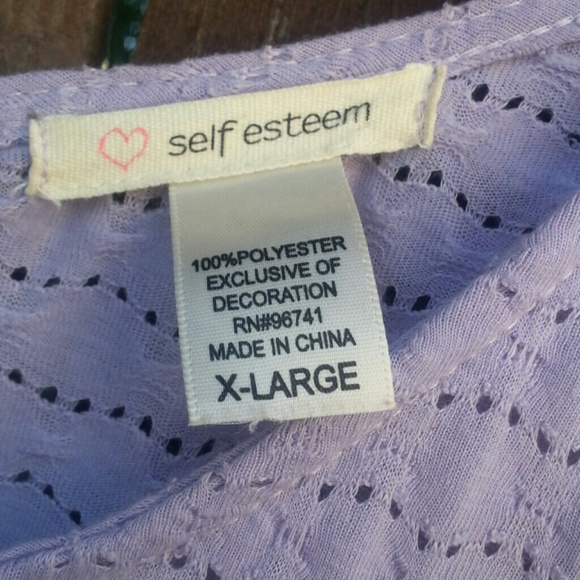 self esteem
100%POLYESTER
EXCLUSIVE OF
DECORATION
RN#96741
MADE IN CHINA
X-LARGE